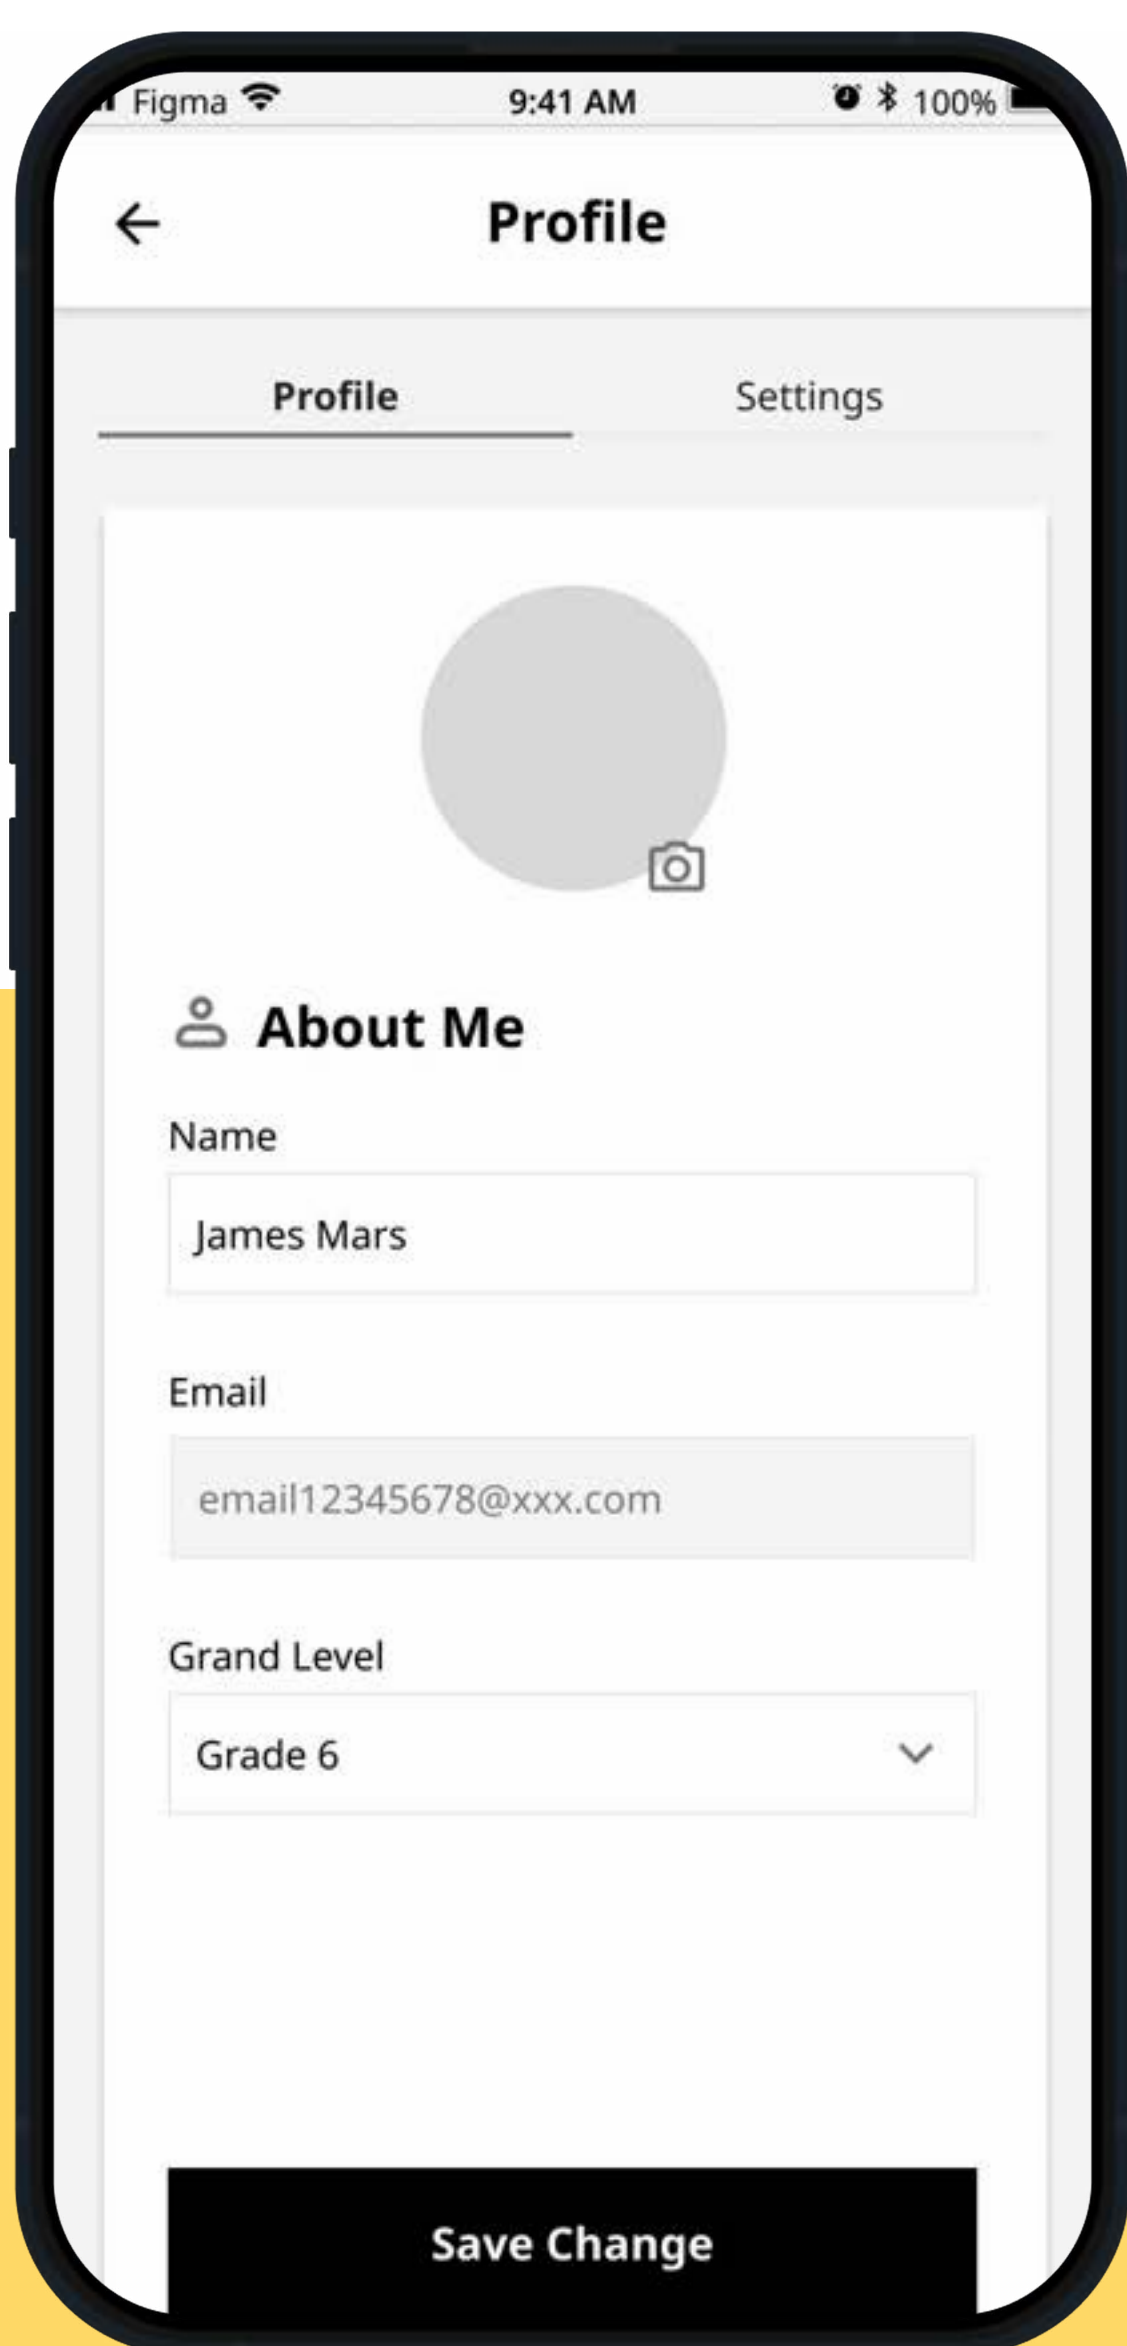 Figma 9:41 AM 100%
Profile
Profile Settings
About Me
Name
James Mars
Email
email12345678@xxx.com
Grand Level
Grade 6
Save Change